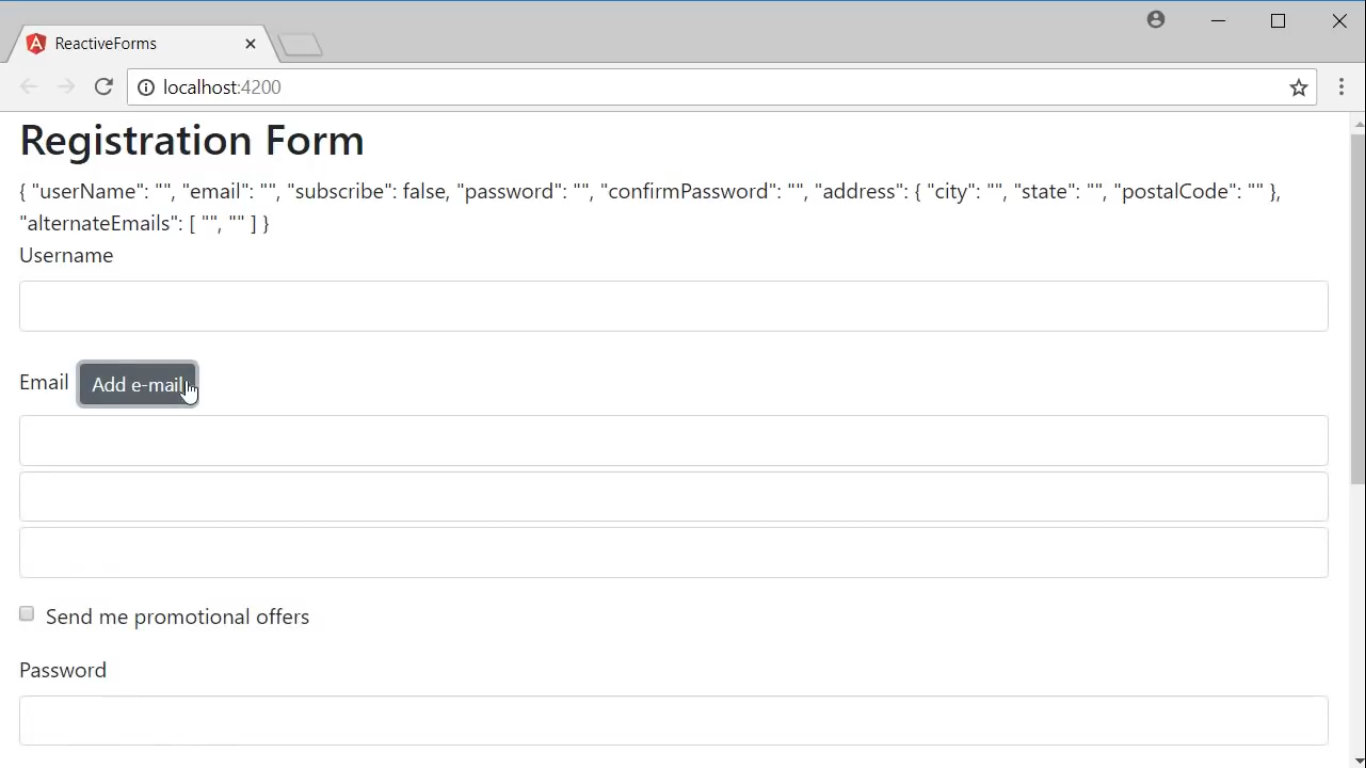 ReactiveForms
localhost:4200
Registration Form
{ "userName": "", "email": "", "subscribe": false, "password": "", "confirmPassword": "", "address": { "city": "", "state": "", "postalCode": "" },
"alternateEmails": [ "", "" ] }
Username
Email Add e-mail
Send me promotional offers
Password